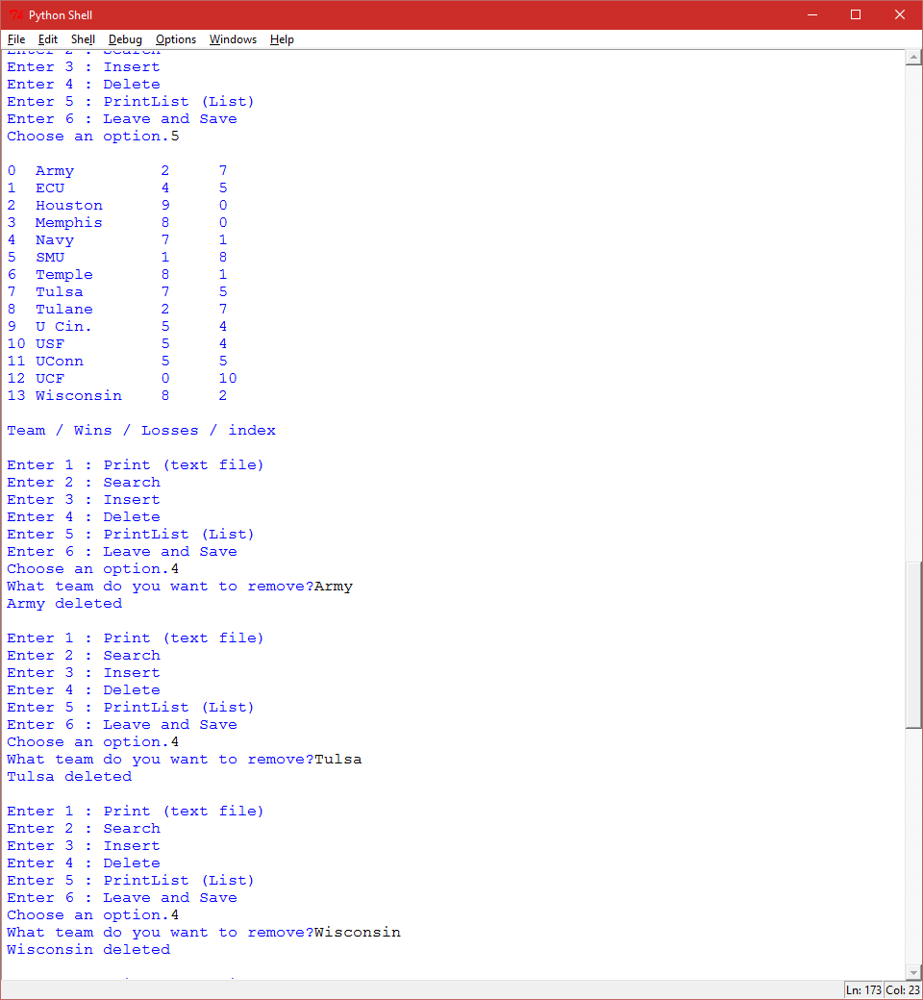 Python Shell
File Edit Shell Debug Options Windows Help
Enter 2 : Search
Enter 3 : Insert
Enter 4 : Delete
Enter 5 : PrintList (List)
Enter 6 : Leave and Save
Choose an option.5
0 Army 2 7
1 ECU 4 5
2 Houston 9 0
3 Memphis 8 0
4 Navy 7 1
5 SMU 1 8
6 Temple 8 1
7 Tulsa 7 5
8 Tulane 2 7
9 U Cin. 5 4
10 USF 5 4
11 UConn 5 5
12 UCF 0 10
13 Wisconsin 8 2
Team / Wins / Losses / index
Enter 1 : Print (text file)
Enter 2 : Search
Enter 3 : Insert
Enter 4 : Delete
Enter 5 : PrintList (List)
Enter 6 : Leave and Save
Choose an option.4
What team do you want to remove?Army
Army deleted
Enter 1 : Print (text file)
Enter 2 : Search
Enter 3 : Insert
Enter 4 : Delete
Enter 5 : PrintList (List)
Enter 6 : Leave and Save
Choose an option.4
What team do you want to remove?Tulsa
Tulsa deleted
Enter 1 : Print (text file)
Enter 2 : Search
Enter 3 : Insert
Enter 4 : Delete
Enter 5 : PrintList (List)
Enter 6 : Leave and Save
Choose an option.4
What team do you want to remove?Wisconsin
Wisconsin deleted
Ln: 173 Col: 23